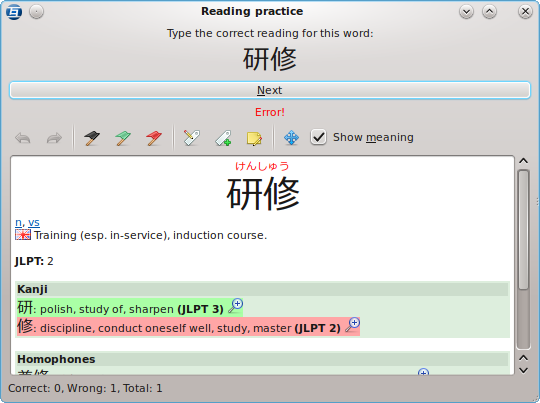 Reading practice
Type the correct reading for this word:
研修
Next
Error!
Show meaning
けんしゅう
研修
n, vs
Training (esp. in-service), induction course.
JLPT: 2
Kanji
研: polish, study of, sharpen (JLPT 3)
修: discipline, conduct oneself well, study, master (JLPT 2)
Homophones
Correct: 0, Wrong: 1, Total: 1